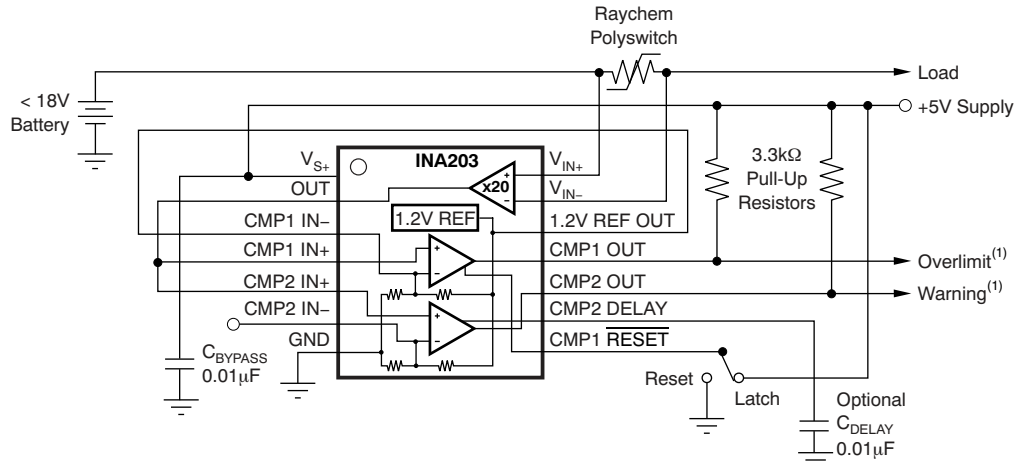 Raychem
Polyswitch
Load
< 18V
Battery
+5V Supply
INA203
V_S+
V_IN+
3.3kΩ
Pull-Up
Resistors
OUT
x20
V_IN−
1.2V REF
CMP1 IN−
1.2V REF OUT
CMP1 IN+
CMP1 OUT
Overlimit(1)
CMP2 IN+
CMP2 OUT
Warning(1)
CMP2 IN−
CMP2 DELAY
GND
CMP1 RESET
C_BYPASS
0.01μF
Reset
Latch
Optional
C_DELAY
0.01μF